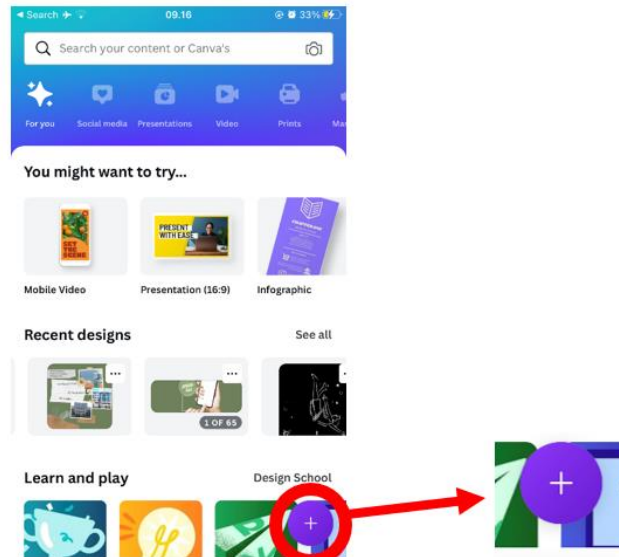 Search
09.16
33%
Search your content or Canva's
For you Social media Presentations Video Prints
You might want to try...
GET THE SCENE
PRESENT WITH EASE
Mobile Video Presentation (16:9) Infographic
Recent designs See all
1 OF 65
Learn and play Design School